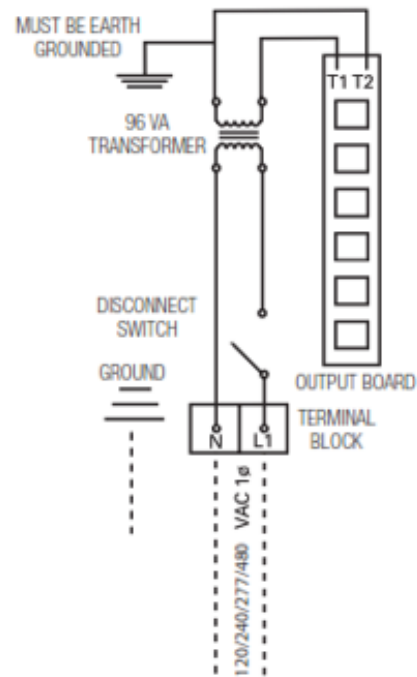 MUST BE EARTH
GROUNDED
T1 T2
96 VA
TRANSFORMER
DISCONNECT
SWITCH
GROUND
OUTPUT BOARD
TERMINAL
BLOCK
N
L1
120/240/277/480 VAC 1ø